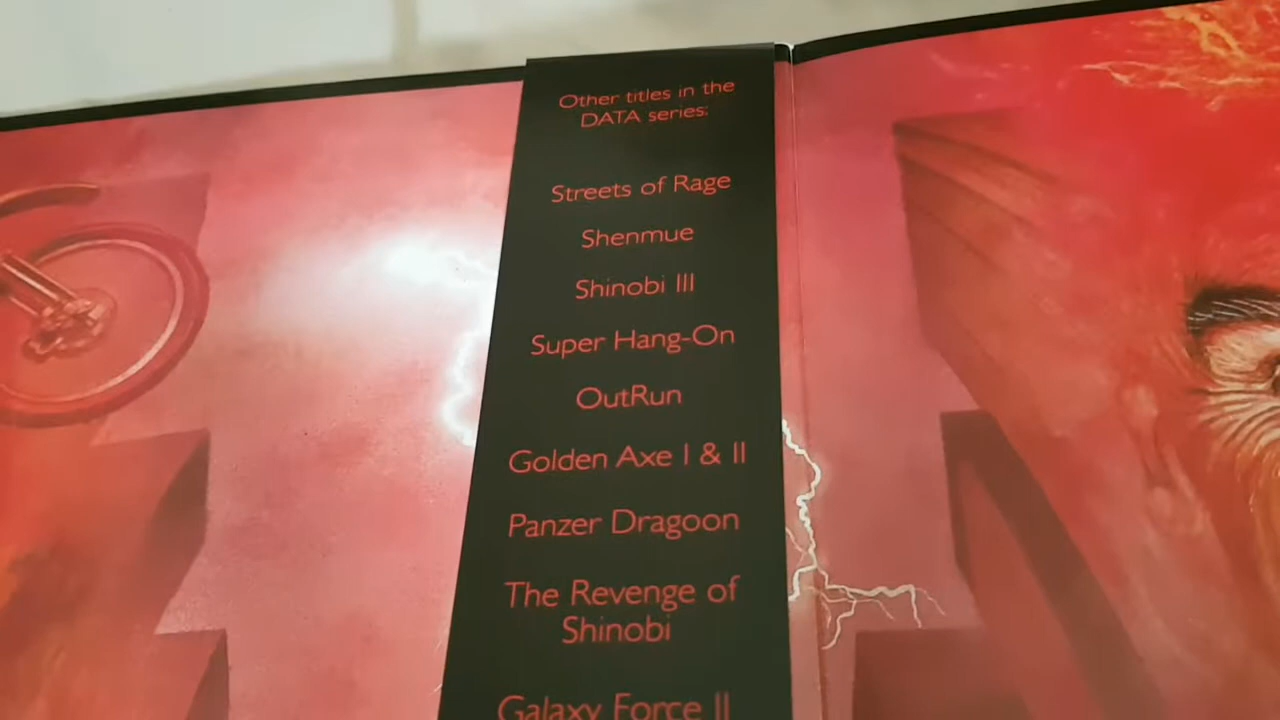 Other titles in the
DATA series:
Streets of Rage
Shenmue
Shinobi III
Super Hang-On
OutRun
Golden Axe I & II
Panzer Dragoon
The Revenge of
Shinobi
Galaxy Force II